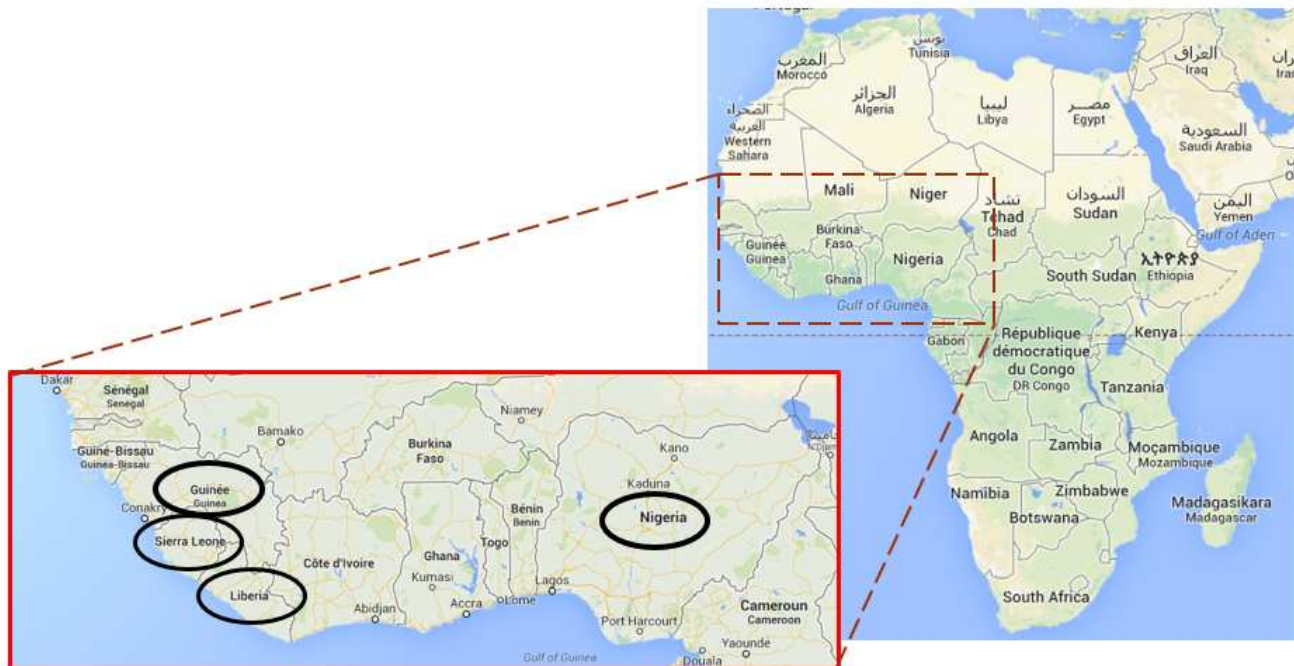 تونس
Tunisia
المغرب
Morocco
العراق
Iraq
الجزائر
Algeria
ليبيا
Libya
مصر
Egypt
الصحراء
الغربية
Western
Sahara
السعودية
Saudi Arabia
Mali
Niger
تشاد
Tchad
Chad
السودان
Sudan
اليمن
Yemen
Gulf of Aden
Guinée
Guinea
Burkina
Faso
Nigeria
Ghana
South Sudan
ኢትዮጵያ
Ethiopia
Gulf of Guinea
Gabon
République
démocratique
du Congo
DR Congo
Kenya
Tanzania
Angola
Zambia
Moçambique
Mozambique
Namibia
Zimbabwe
Botswana
Madagasikara
Madagascar
South Africa
Dakar
Sénégal
Senegal
Niamey
Bamako
Kano
Guiné-Bissau
Guinea-Bissau
Burkina
Faso
Kaduna
Guinée
Guinea
Conakry
Bénin
Benin
Nigeria
Sierra Leone
Togo
Côte d'Ivoire
Ghana
Kumasi
Liberia
Lagos
Abidjan
Accra
Lome
Cameroun
Cameroon
Port Harcourt
Yaounde
Douala
Gulf of Guinea